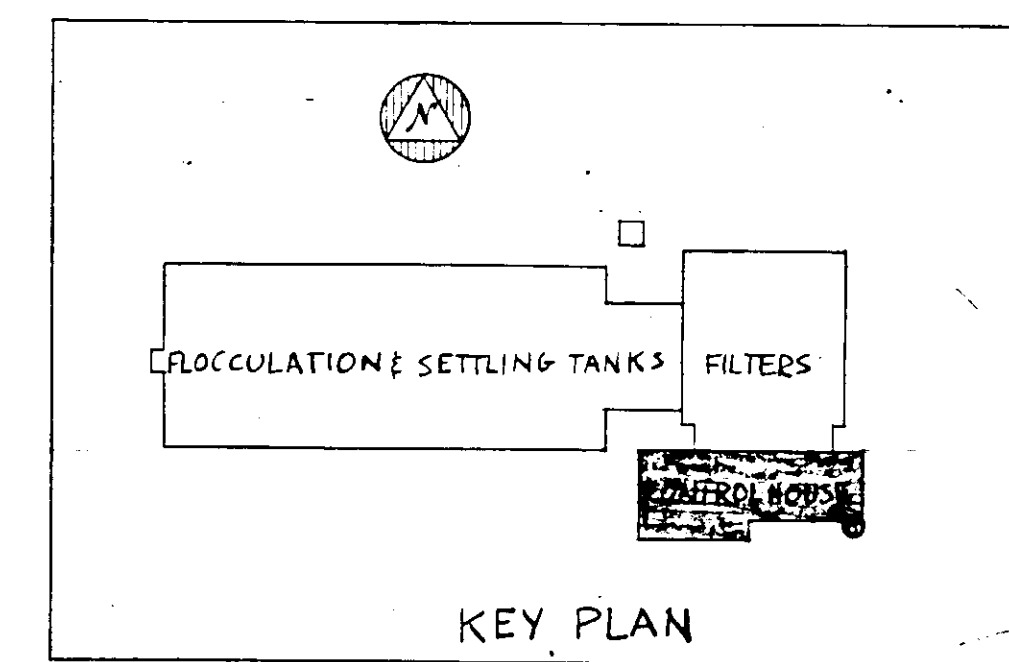 N
FLOCCULATION & SETTLING TANKS
FILTERS
CONTROL HOUSE
KEY PLAN